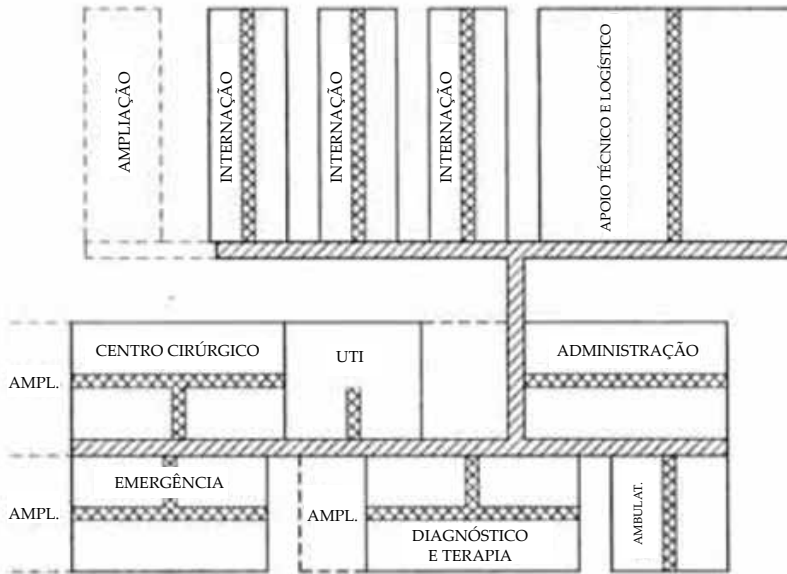 AMPLIAÇÃO
INTERNAÇÃO
INTERNAÇÃO
INTERNAÇÃO
APOIO TÉCNICO E LOGÍSTICO
CENTRO CIRÚRGICO
UTI
ADMINISTRAÇÃO
AMPL.
EMERGÊNCIA
AMPL.
AMPL.
DIAGNÓSTICO
E TERAPIA
AMBULAT.